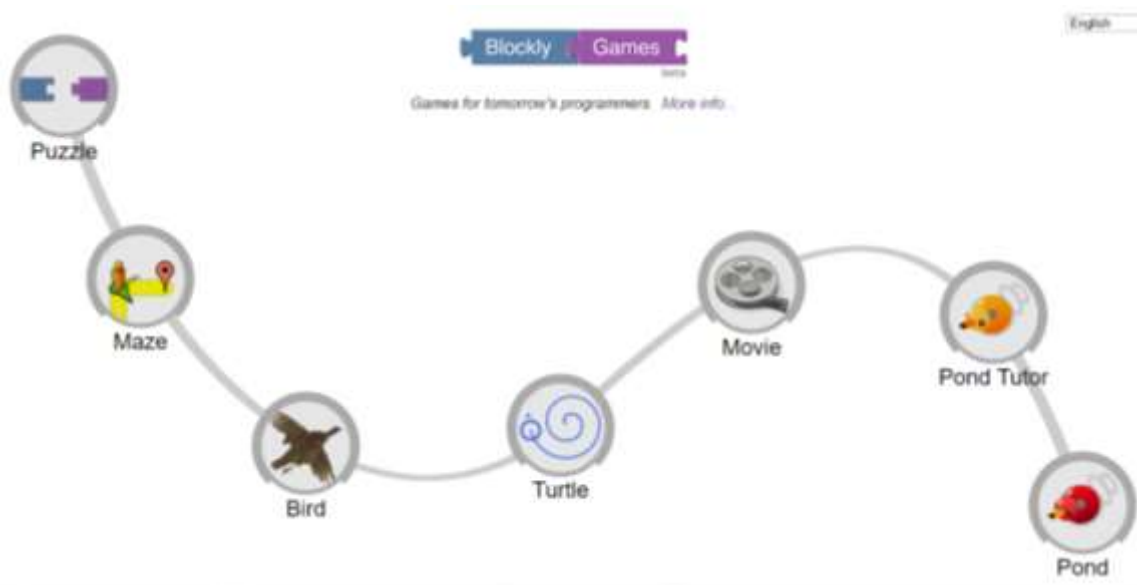 Blockly Games
beta
English
Games for tomorrow's programmers More info...
Puzzle
Maze
Bird
Turtle
Movie
Pond Tutor
Pond